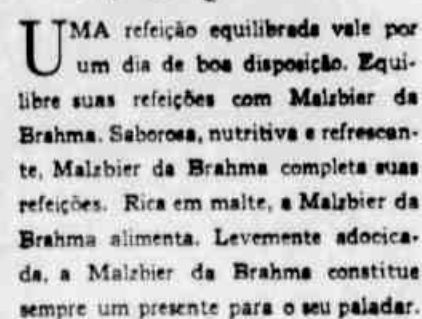 UMA refeição equilibrada vale por
um dia de boa disposição. Equi-
libre suas refeições com Malzbier da
Brahma. Saborosa, nutritiva e refrescan-
te, Malzbier da Brahma completa suas
refeições. Rica em malte, a Malzbier da
Brahma alimenta. Levemente adocica-
da, a Malzbier da Brahma constitue
sempre um presente para o seu paladar.